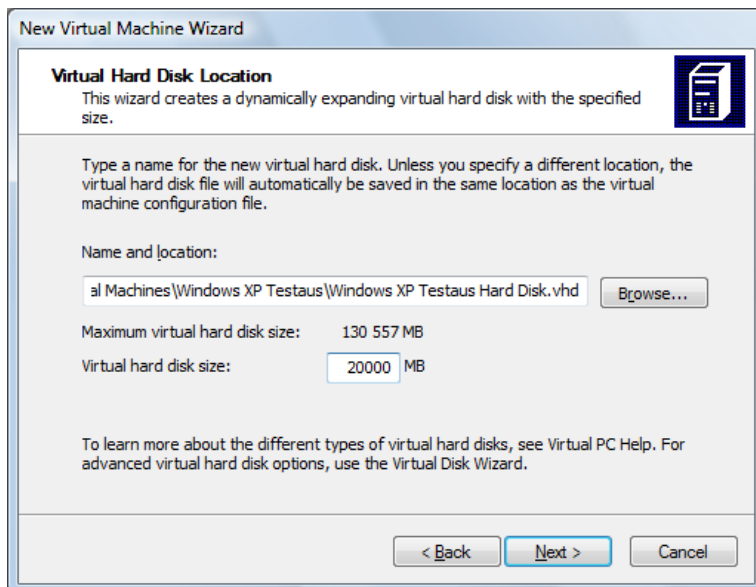 New Virtual Machine Wizard
Virtual Hard Disk Location
This wizard creates a dynamically expanding virtual hard disk with the specified
size.
Type a name for the new virtual hard disk. Unless you specify a different location, the
virtual hard disk file will automatically be saved in the same location as the virtual
machine configuration file.
Name and location:
al Machines\Windows XP Testaus\Windows XP Testaus Hard Disk.vhd
Browse...
Maximum virtual hard disk size: 130 557 MB
Virtual hard disk size: 20000 MB
To learn more about the different types of virtual hard disks, see Virtual PC Help. For
advanced virtual hard disk options, use the Virtual Disk Wizard.
< Back Next > Cancel